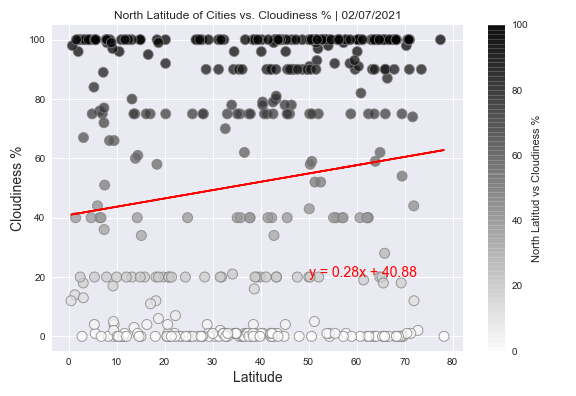 North Latitude of Cities vs. Cloudiness % | 02/07/2021
100
80
60
40
20
0
Cloudiness %
y = 0.28x + 40.88
0 10 20 30 40 50 60 70 80
Latitude
100
80
60
40
20
0
North Latitud vs Cloudiness %